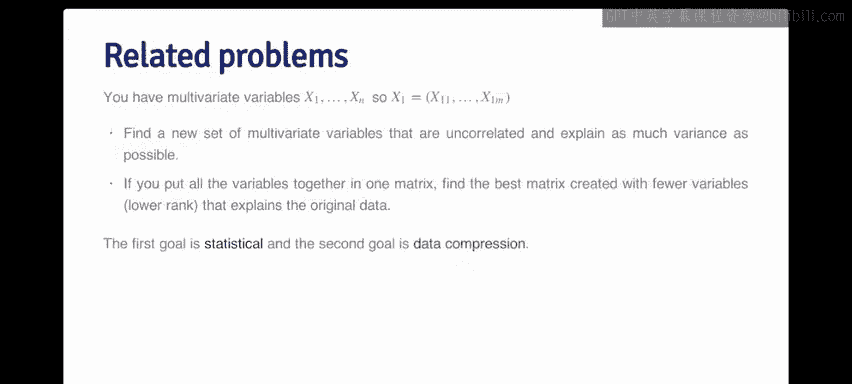 Related problems
You have multivariate variables X₁, … , Xₙ so X₁ = (X₁₁, … , X₁ₘ)
· Find a new set of multivariate variables that are uncorrelated and explain as much variance as
possible.
· If you put all the variables together in one matrix, find the best matrix created with fewer variables
(lower rank) that explains the original data.
The first goal is statistical and the second goal is data compression.